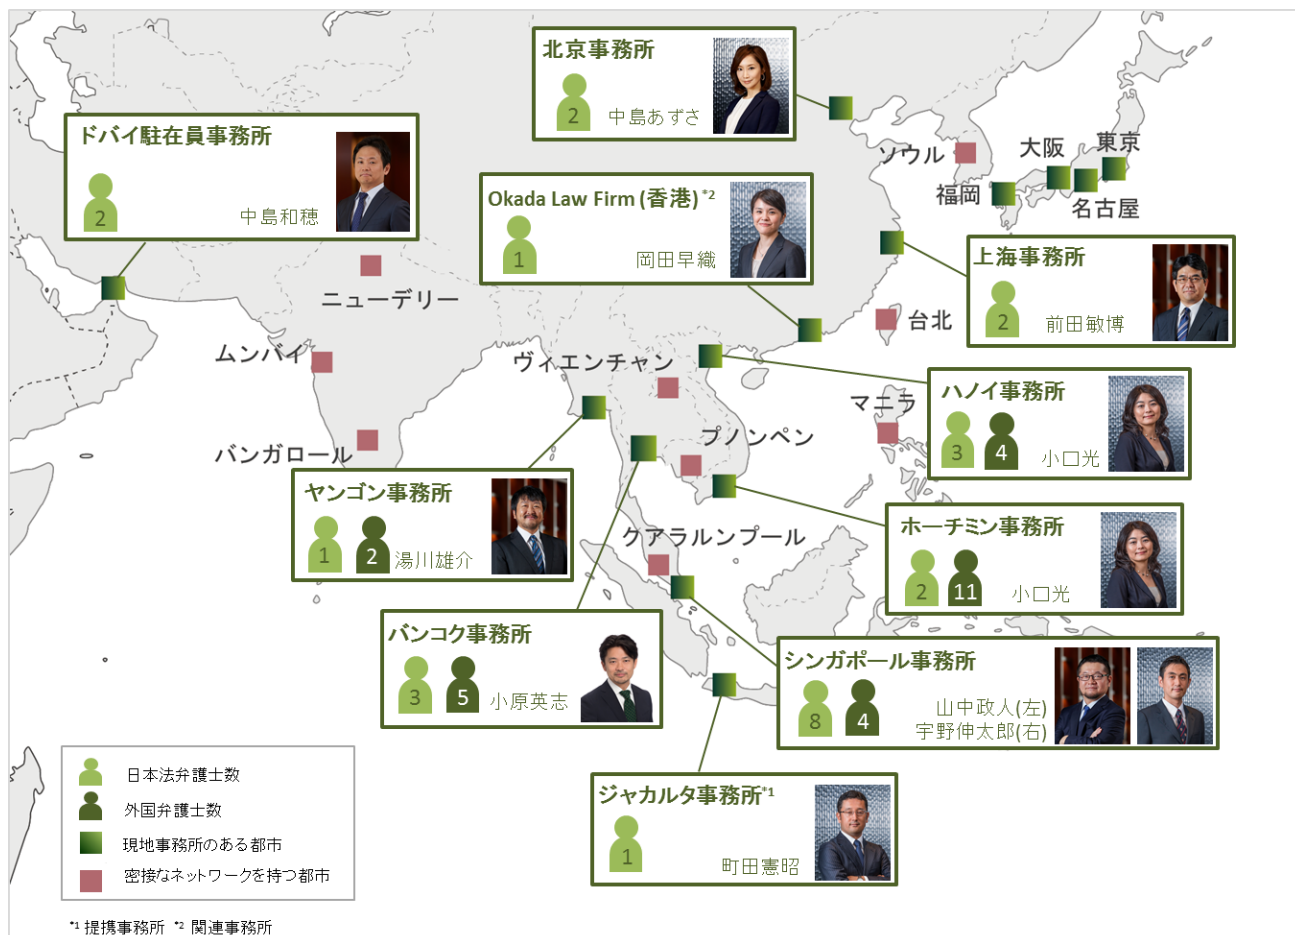 北京事務所
2
中島あずさ
ドバイ駐在員事務所
2
中島和穂
Okada Law Firm (香港) *2
1
岡田早織
ソウル
大阪
東京
福岡
名古屋
上海事務所
2
前田敏博
ニューデリー
台北
ムンバイ
ヴィエンチャン
ハノイ事務所
3
4
小口光
マニラ
プノンペン
バンガロール
ヤンゴン事務所
1
2
湯川雄介
ホーチミン事務所
2
11
小口光
クアラルンプール
バンコク事務所
3
5
小原英志
シンガポール事務所
8
4
山中政人(左)
宇野伸太郎(右)
ジャカルタ事務所*1
1
町田憲昭
日本法弁護士数
外国弁護士数
現地事務所のある都市
密接なネットワークを持つ都市
*1 提携事務所 *2 関連事務所